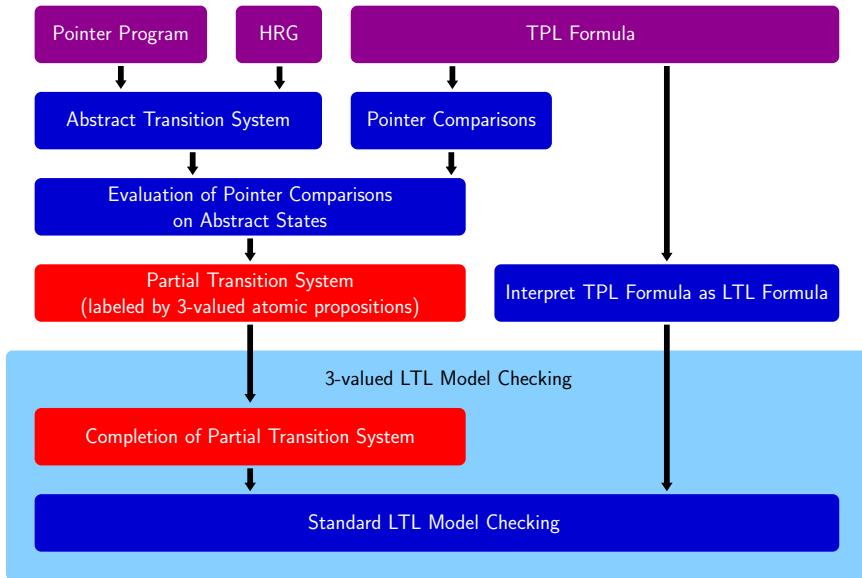 Pointer Program
HRG
TPL Formula
Abstract Transition System
Pointer Comparisons
Evaluation of Pointer Comparisons
on Abstract States
Partial Transition System
(labeled by 3-valued atomic propositions)
Interpret TPL Formula as LTL Formula
3-valued LTL Model Checking
Completion of Partial Transition System
Standard LTL Model Checking